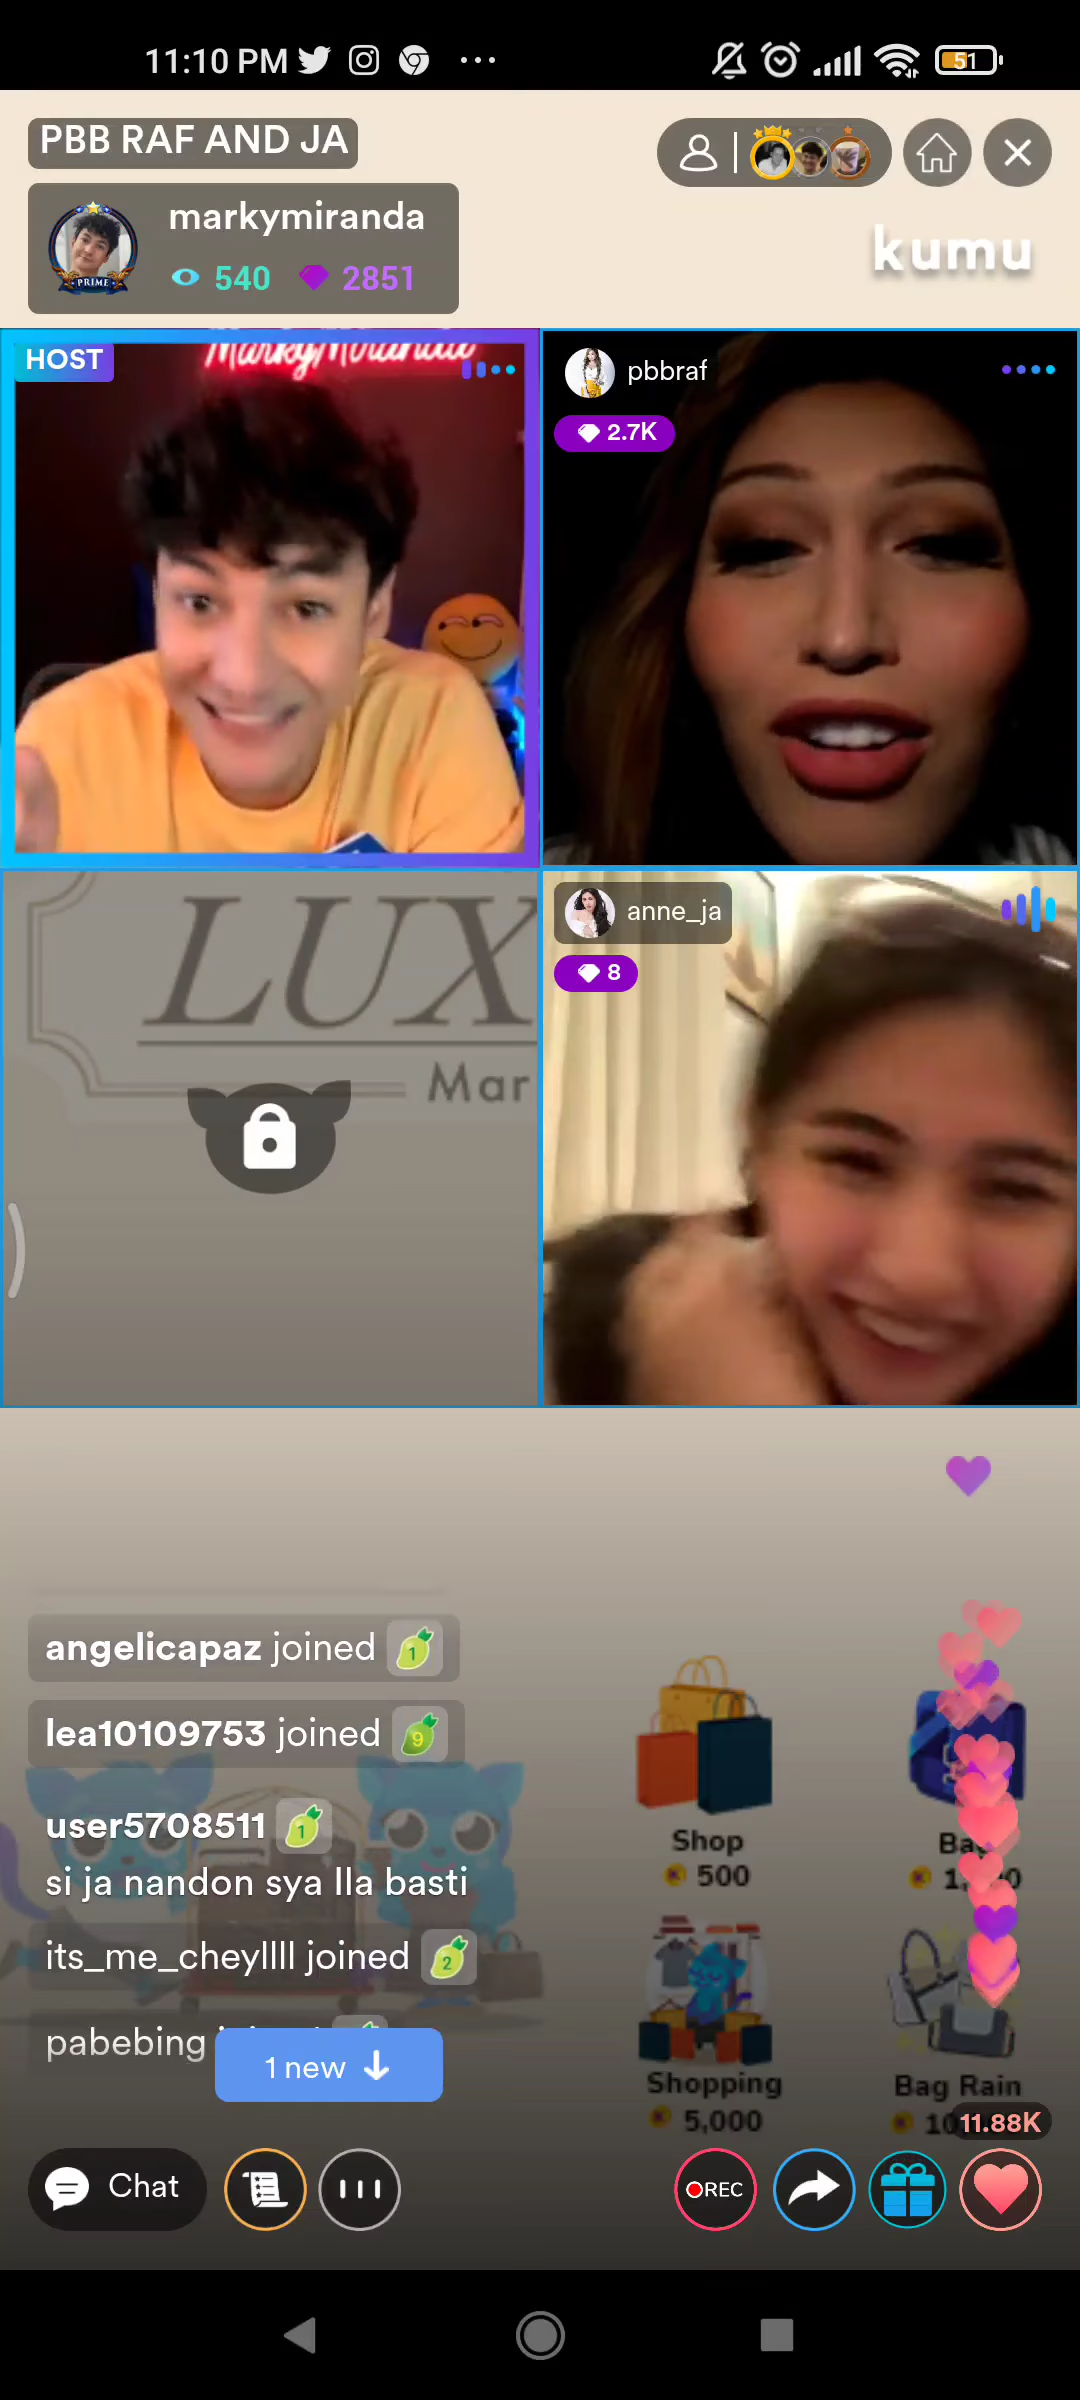 11:10 PM
51
PBB RAF AND JA
markymiranda
PRIME
540 2851
kumu
MarkyMiranda
HOST
pbbraf
2.7K
LUX
Mar
anne_ja
8
angelicapaz joined 1
lea10109753 joined 9
user5708511 1
si ja nandon sya lla basti
its_me_cheyllll joined 2
pabebing
1 new
Shop
500
Shopping
5,000
Bag Rain
11.88K
Chat
REC